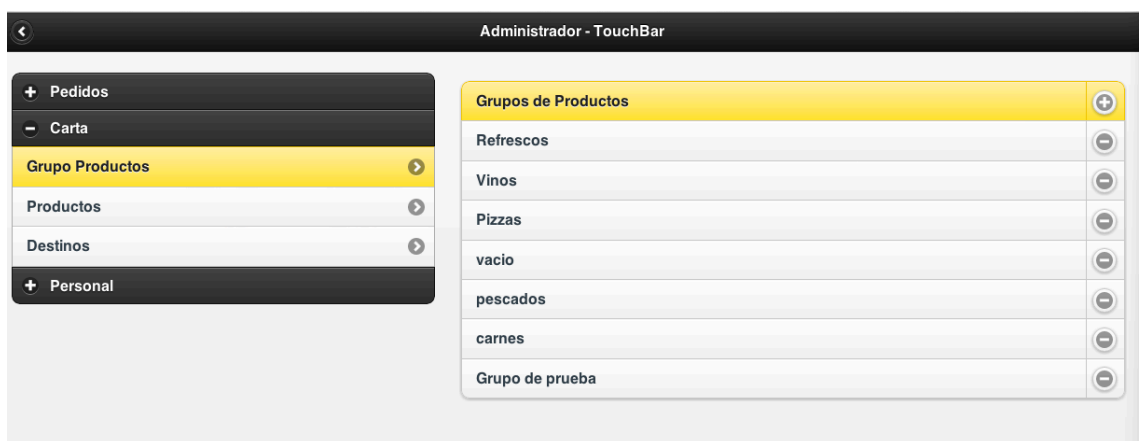 Administrador - TouchBar
Pedidos
Carta
Grupo Productos
Productos
Destinos
Personal
Grupos de Productos
Refrescos
Vinos
Pizzas
vacio
pescados
carnes
Grupo de prueba